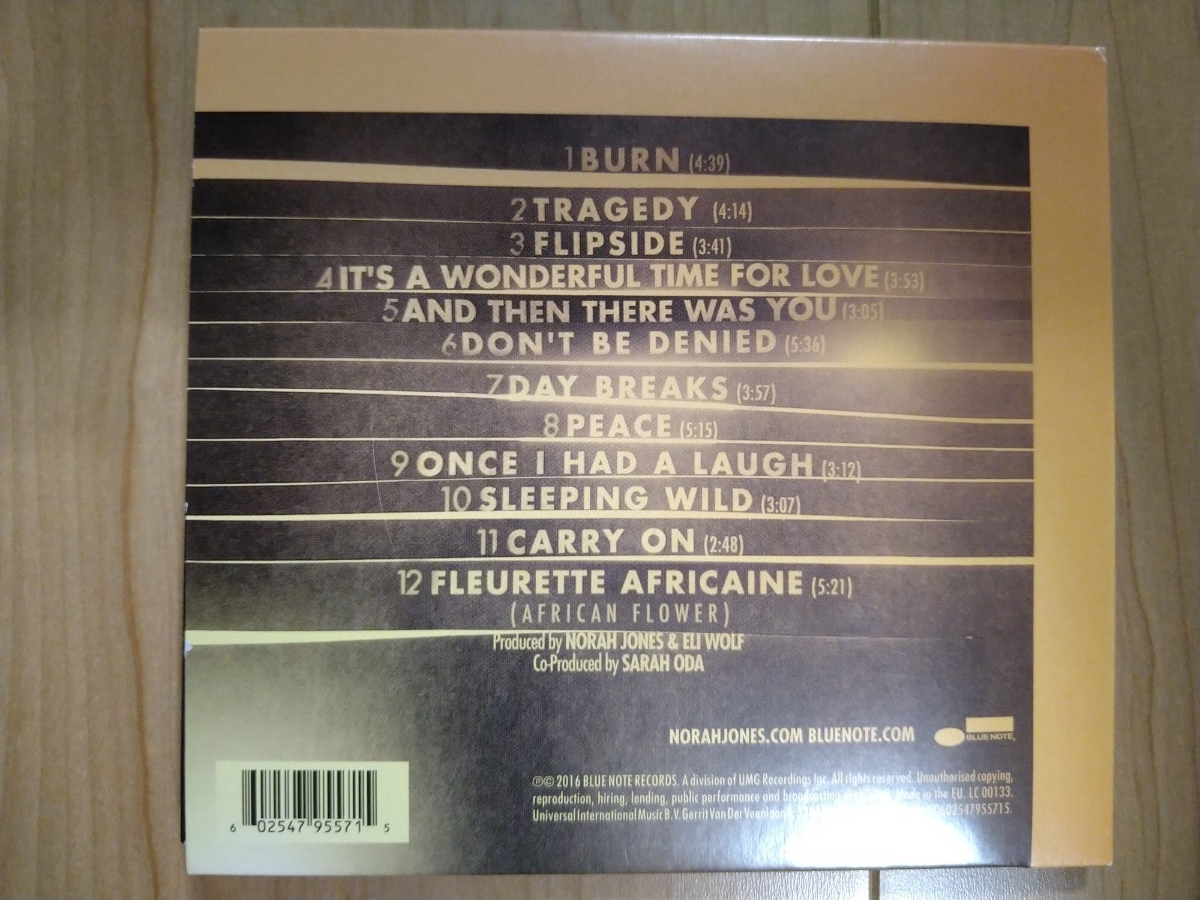 1 BURN (4:39)
2 TRAGEDY (4:14)
3 FLIPSIDE (3:41)
4 IT'S A WONDERFUL TIME FOR LOVE (3:53)
5 AND THEN THERE WAS YOU (3:05)
6 DON'T BE DENIED (5:36)
7 DAY BREAKS (3:57)
8 PEACE (5:15)
9 ONCE I HAD A LAUGH (3:12)
10 SLEEPING WILD (3:07)
11 CARRY ON (2:48)
12 FLEURETTE AFRICAINE (5:21)
(AFRICAN FLOWER)
Produced by NORAH JONES & ELI WOLF
Co-Produced by SARAH ODA
NORAHJONES.COM BLUENOTE.COM
BLUE NOTE
℗© 2016 BLUE NOTE RECORDS. A division of UMG Recordings Inc. All rights reserved. Unauthorised copying,
reproduction, hiring, lending, public performance and broadcasting Made in the EU. LC 00133.
Universal International Music B.V. Gerrit Van Der Veenlaan 602547955715.
6 02547 95571 5